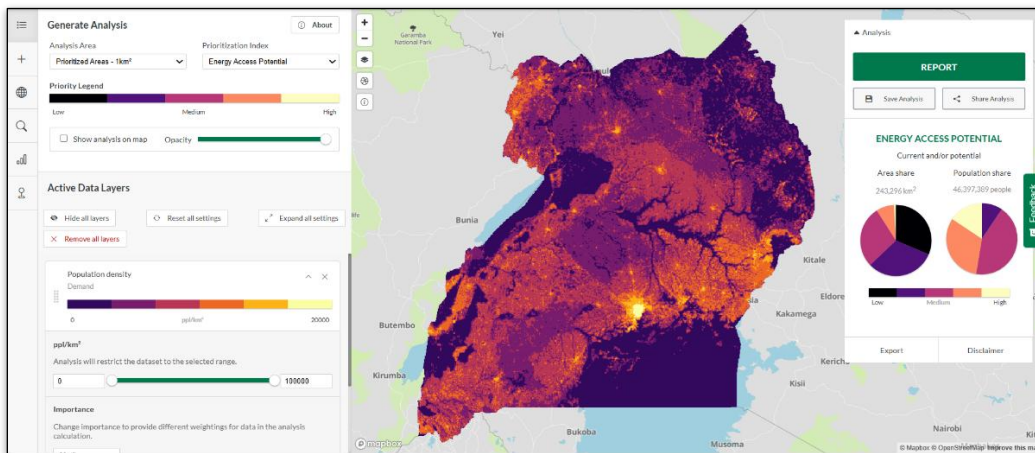 Generate Analysis
About
Analysis Area
Prioritization Index
Prioritized Areas - 1km²
Energy Access Potential
Priority Legend
Low
Medium
High
Show analysis on map
Opacity
Active Data Layers
Hide all layers
Reset all settings
Expand all settings
Remove all layers
Population density
Demand
0
ppl/km²
20000
ppl/km²
Analysis will restrict the dataset to the selected range.
0
100000
Importance
Change importance to provide different weightings for data in the analysis
calculation.
Garamba
National Park
Yei
Bunia
Butembo
Kirumba
Bukoba
Musoma
Kitale
Kakamega
Kisii
Nairobi
mapbox
© Mapbox © OpenStreetMap Improve this ma
Analysis
REPORT
Save Analysis
Share Analysis
ENERGY ACCESS POTENTIAL
Current and/or potential
Area share
Population share
243,296 km²
46,397,389 people
Low
Medium
High
Export
Disclaimer
Feedback
Eldore
Kerich